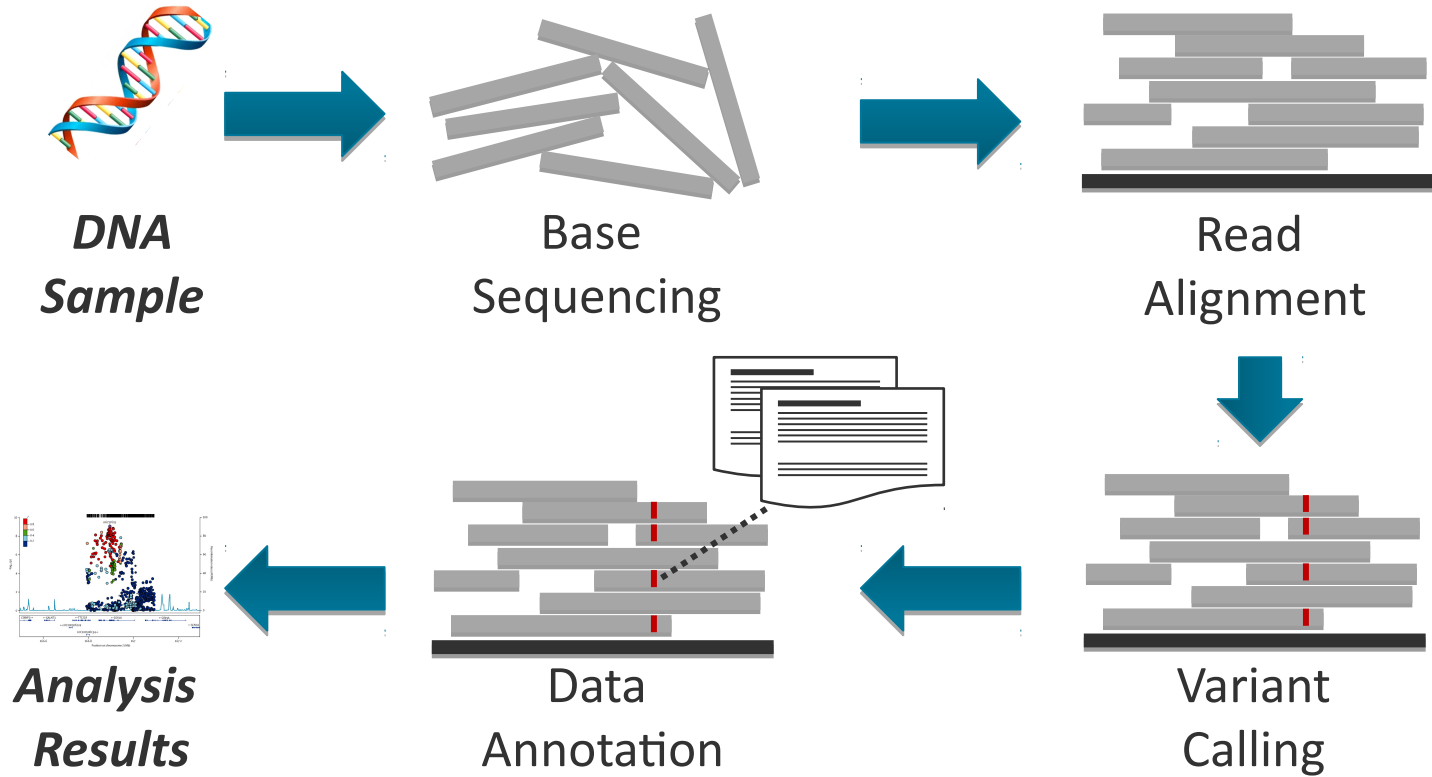 DNA
Sample
Base
Sequencing
Read
Alignment
Variant
Calling
Data
Annotation
Analysis
Results